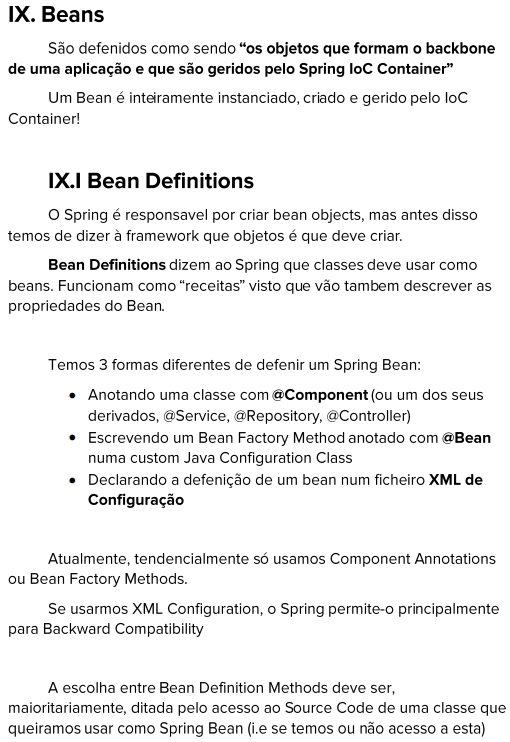 IX. Beans
São defenidos como sendo “os objetos que formam o backbone
de uma aplicação e que são geridos pelo Spring IoC Container”
Um Bean é inteiramente instanciado, criado e gerido pelo IoC
Container!
IX.I Bean Definitions
O Spring é responsavel por criar bean objects, mas antes disso
temos de dizer à framework que objetos é que deve criar.
Bean Definitions dizem ao Spring que classes deve usar como
beans. Funcionam como “receitas” visto que vão tambem descrever as
propriedades do Bean.
Temos 3 formas diferentes de defenir um Spring Bean:
• Anotando uma classe com @Component (ou um dos seus
derivados, @Service, @Repository, @Controller)
• Escrevendo um Bean Factory Method anotado com @Bean
numa custom Java Configuration Class
• Declarando a defenição de um bean num ficheiro XML de
Configuração
Atualmente, tendencialmente só usamos Component Annotations
ou Bean Factory Methods.
Se usarmos XML Configuration, o Spring permite-o principalmente
para Backward Compatibility
A escolha entre Bean Definition Methods deve ser,
maioritariamente, ditada pelo acesso ao Source Code de uma classe que
queiramos usar como Spring Bean (i.e se temos ou não acesso a esta)